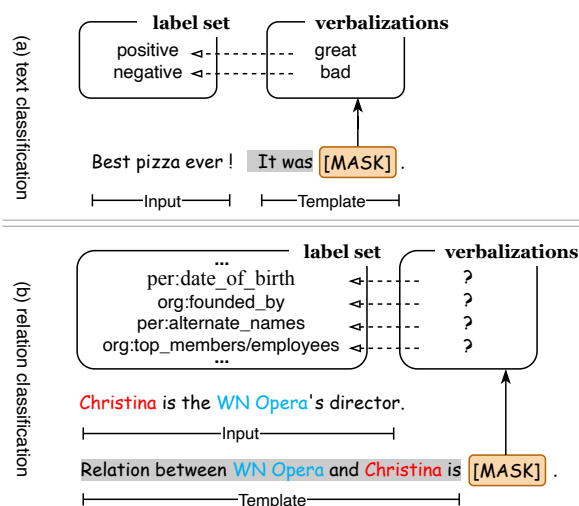 (a) text classification
label set verbalizations
positive great
negative bad
Best pizza ever ! It was [MASK] .
Input Template
(b) relation classification
label set verbalizations
...
per:date_of_birth ?
org:founded_by ?
per:alternate_names ?
org:top_members/employees ?
...
Christina is the WN Opera's director.
Input
Relation between WN Opera and Christina is [MASK] .
Template